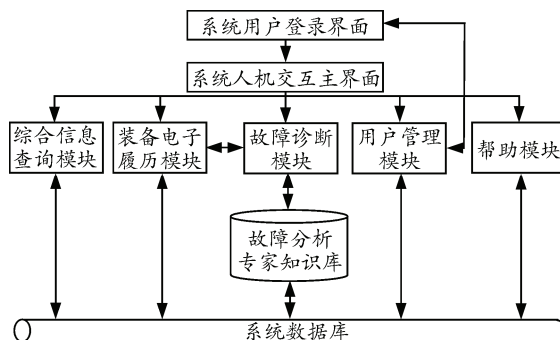 系统用户登录界面
系统人机交互主界面
综合信息
查询模块
装备电子
履历模块
故障诊断
模块
用户管理
模块
帮助模块
故障分析
专家知识库
系统数据库